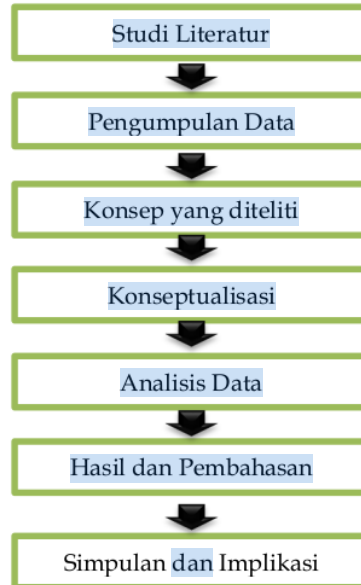 Studi Literatur
Pengumpulan Data
Konsep yang diteliti
Konseptualisasi
Analisis Data
Hasil dan Pembahasan
Simpulan dan Implikasi